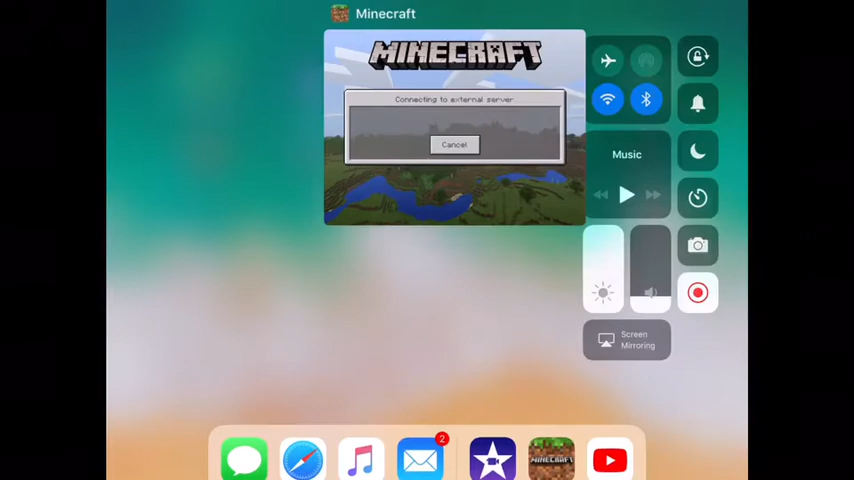 Minecraft
MINECRAFT
Connecting to external server
Cancel
Music
Screen
Mirroring
2
MINECRAFT